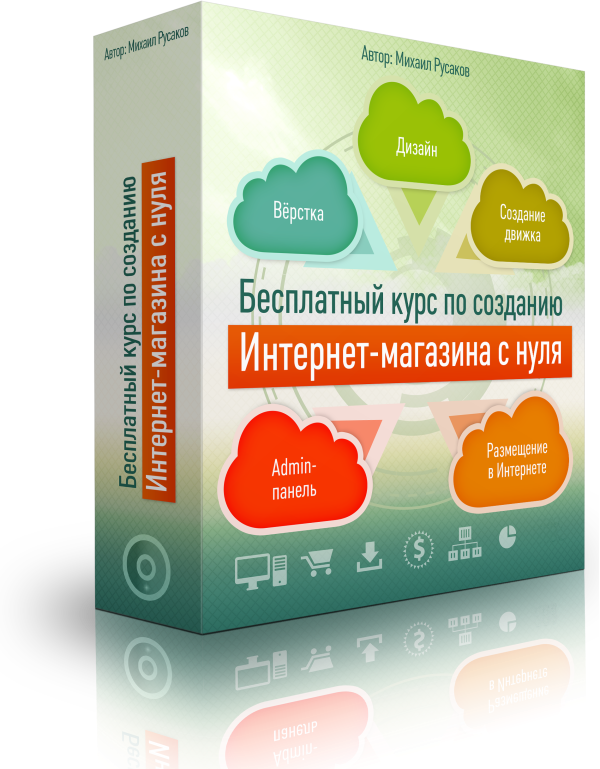 Автор: Михаил Русаков
Бесплатный курс по созданию
Интернет-магазина с нуля
Автор: Михаил Русаков
Дизайн
Вёрстка
Создание
движка
Бесплатный курс по созданию
Интернет-магазина с нуля
Admin-
панель
Размещение
в Интернете